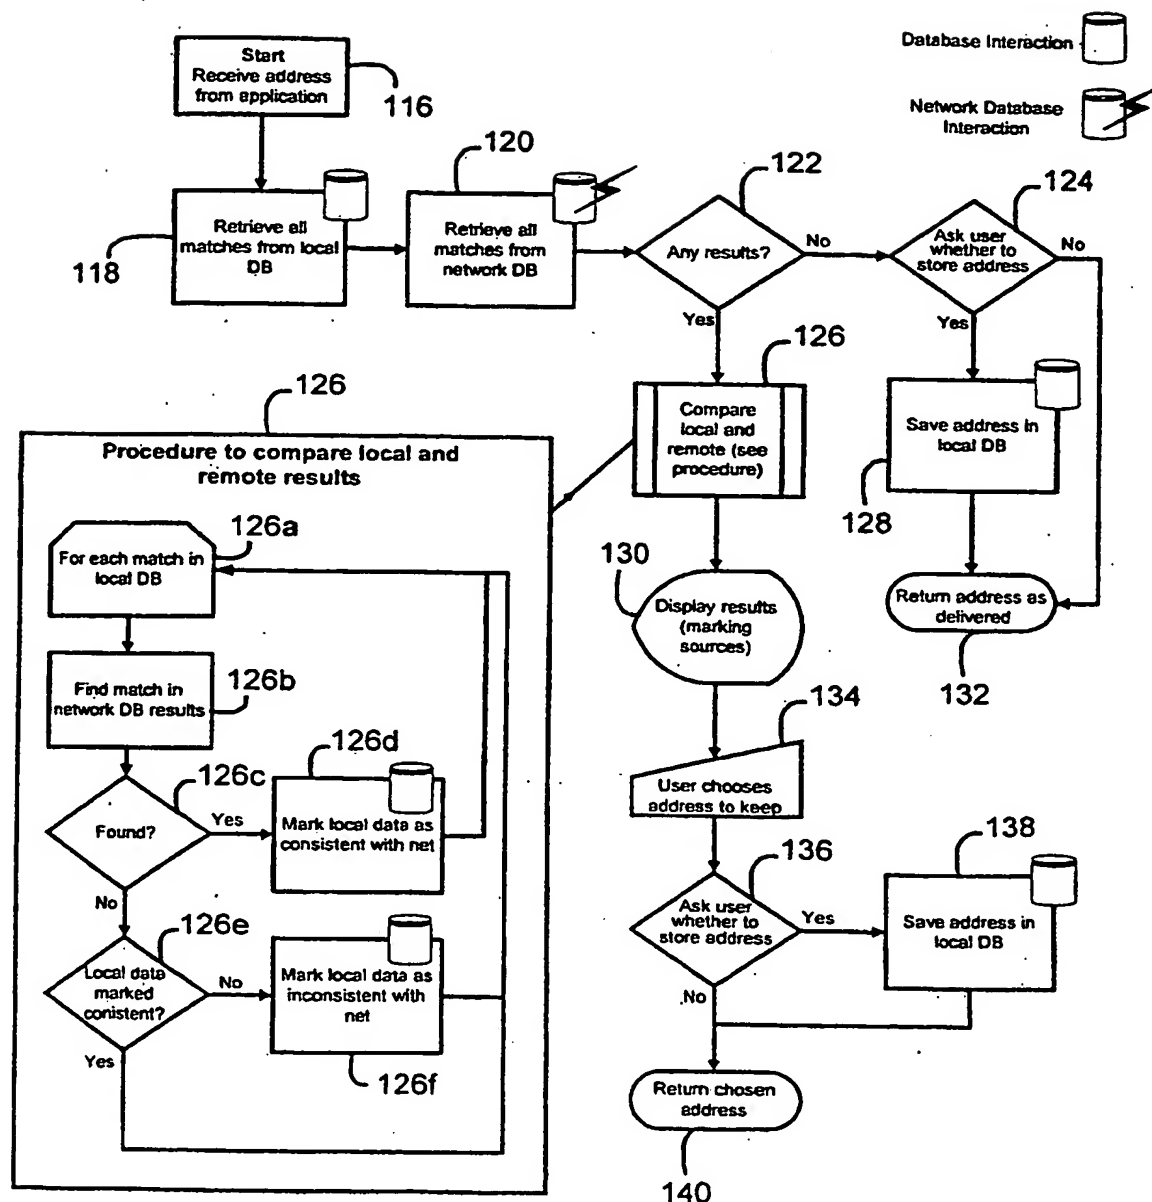 Database Interaction
Network Database
Interaction
Start
Receive address
from application
116
118
Retrieve all
matches from local
DB
120
Retrieve all
matches from
network DB
122
Any results?
No
Yes
124
Ask user
whether to
store address
No
Yes
126
Compare
local and
remote (see
procedure)
Save address in
local DB
128
Return address as
delivered
132
130
Display results
(marking
sources)
134
User chooses
address to keep
136
Ask user
whether to
store address
Yes
No
138
Save address in
local DB
Return chosen
address
140
126
Procedure to compare local and
remote results
126a
For each match in
local DB
Find match in
network DB results
126b
126c
Found?
Yes
No
126d
Mark local data as
consistent with net
126e
Local data
marked
conistent?
No
Yes
Mark local data as
inconsistent with
net
126f